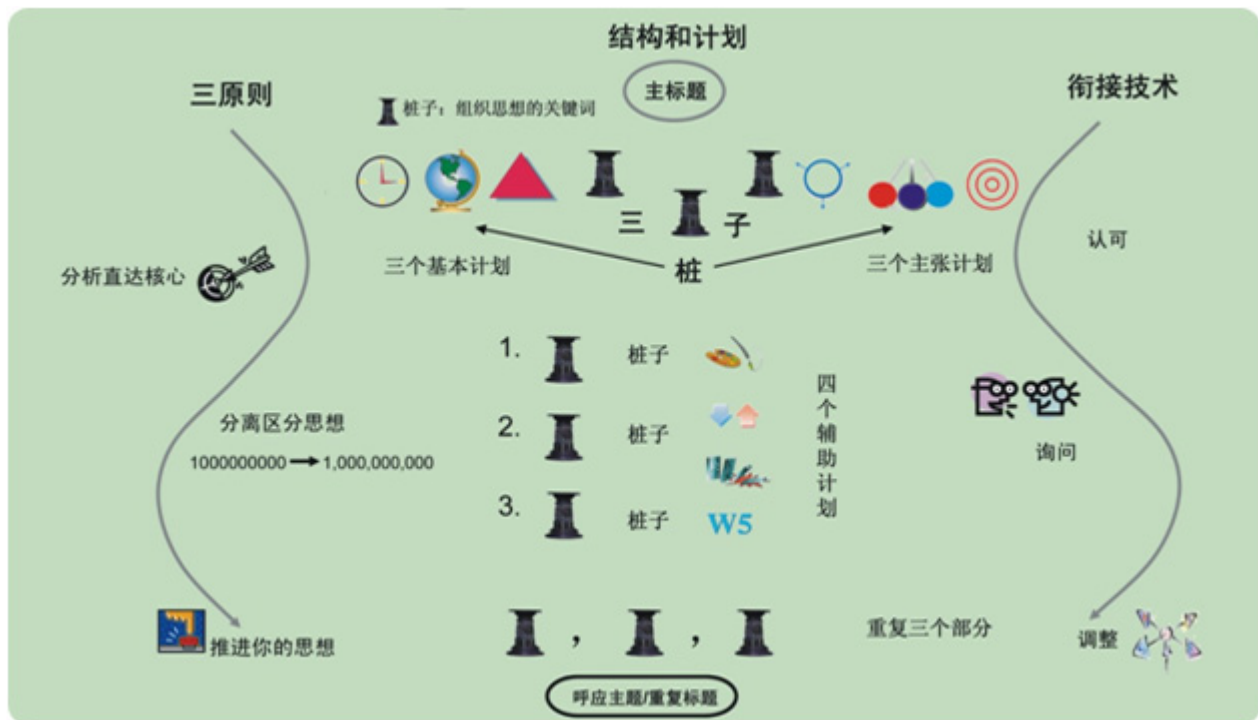 结构和计划
三原则
主标题
衔接技术
桩子：组织思想的关键词
三 子
桩
认可
分析直达核心
三个基本计划
三个主张计划
1. 桩子
四个辅助计划
分离区分思想
2. 桩子
1000000000 → 1,000,000,000
询问
3. 桩子
W5
推进你的思想
， ，
重复三个部分
调整
呼应主题/重复标题